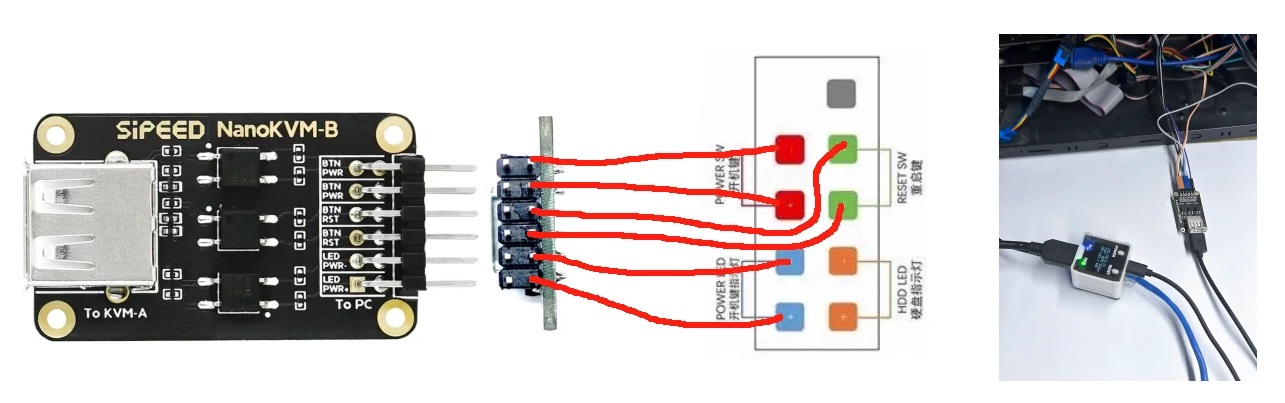 SiPEED NanoKVM-B
BTN
PWR
BTN
PWR
BTN
RST
BTN
RST
LED
PWR-
LED
PWR+
To KVM-A
To PC
POWER SW
开机键
RESET SW
重启键
POWER LED
开机键指示灯
HDD LED
硬盘指示灯
+
+
+